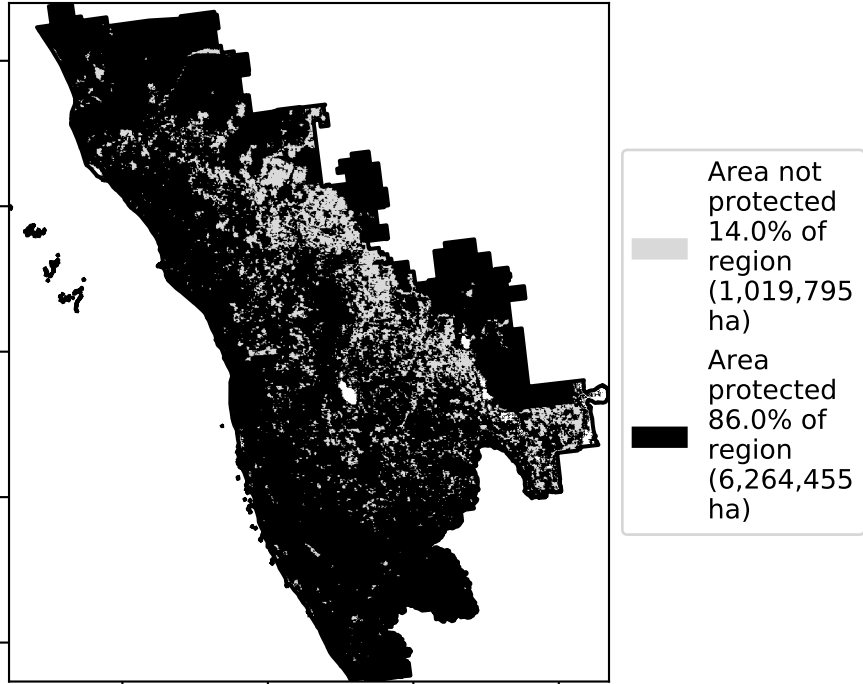 Area not
protected
14.0% of
region
(1,019,795
ha)
Area
protected
86.0% of
region
(6,264,455
ha)